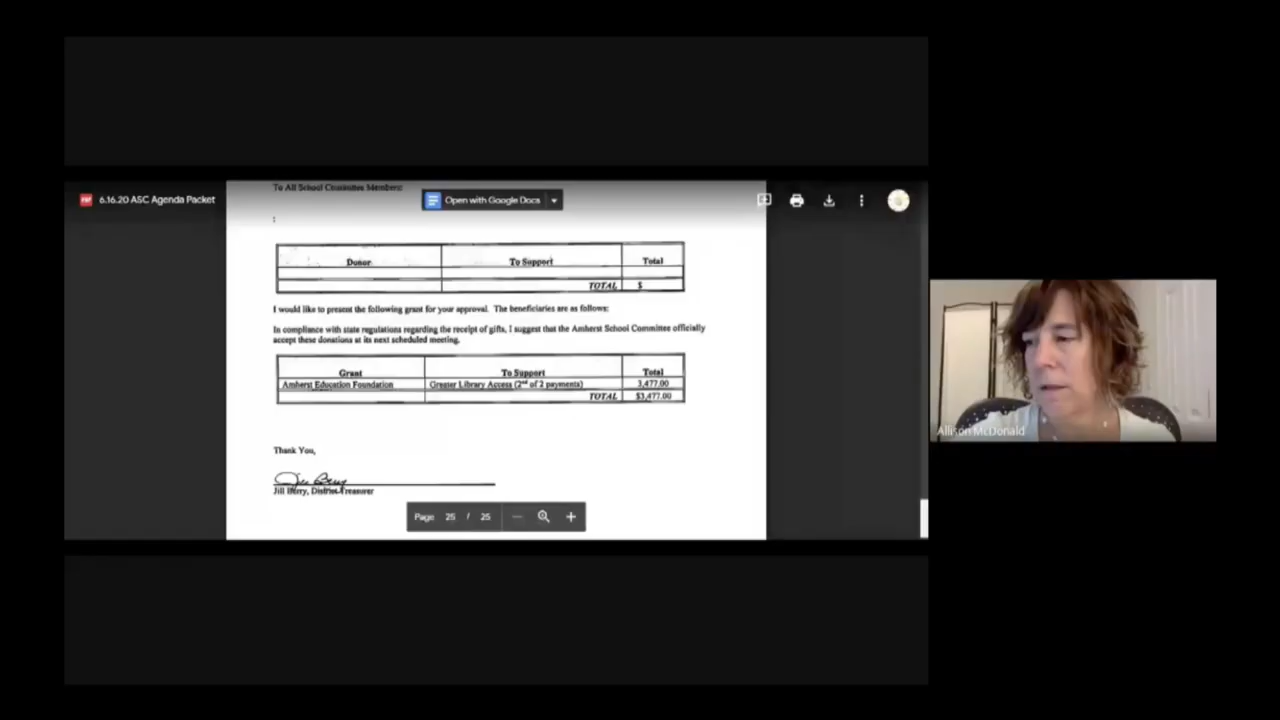 To All School Committee Members:
6.16.20 ASC Agenda Packet
Open with Google Docs
:
Donor To Support Total
TOTAL $
I would like to present the following grant for your approval. The beneficiaries are as follows:
In compliance with state regulations regarding the receipt of gifts, I suggest that the Amherst School Committee officially
accept these donations at its next scheduled meeting.
Grant To Support Total
Amherst Education Foundation Greater Library Access (2nd of 2 payments) 3,477.00
TOTAL $3,477.00
Thank You,
Jill Berry, District Treasurer
Page 25 / 25
Allison McDonald